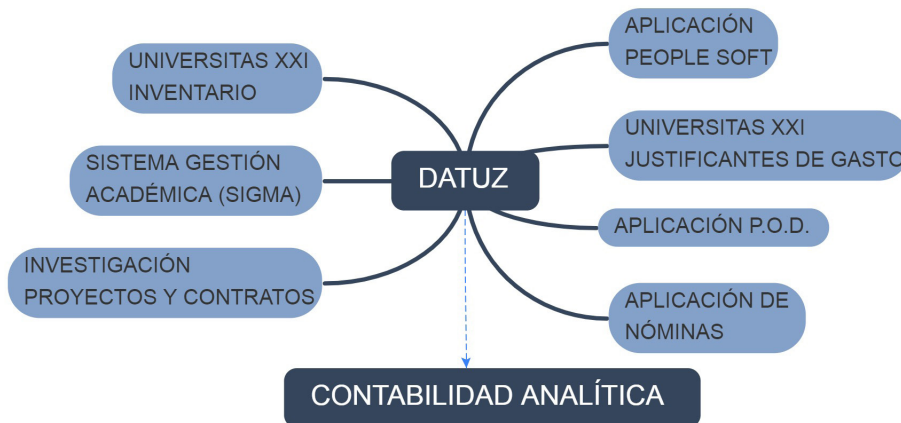 UNIVERSITAS XXI
INVENTARIO
SISTEMA GESTIÓN
ACADÉMICA (SIGMA)
INVESTIGACIÓN
PROYECTOS Y CONTRATOS
DATUZ
APLICACIÓN
PEOPLE SOFT
UNIVERSITAS XXI
JUSTIFICANTES DE GASTO
APLICACIÓN P.O.D.
APLICACIÓN DE
NÓMINAS
CONTABILIDAD ANALÍTICA